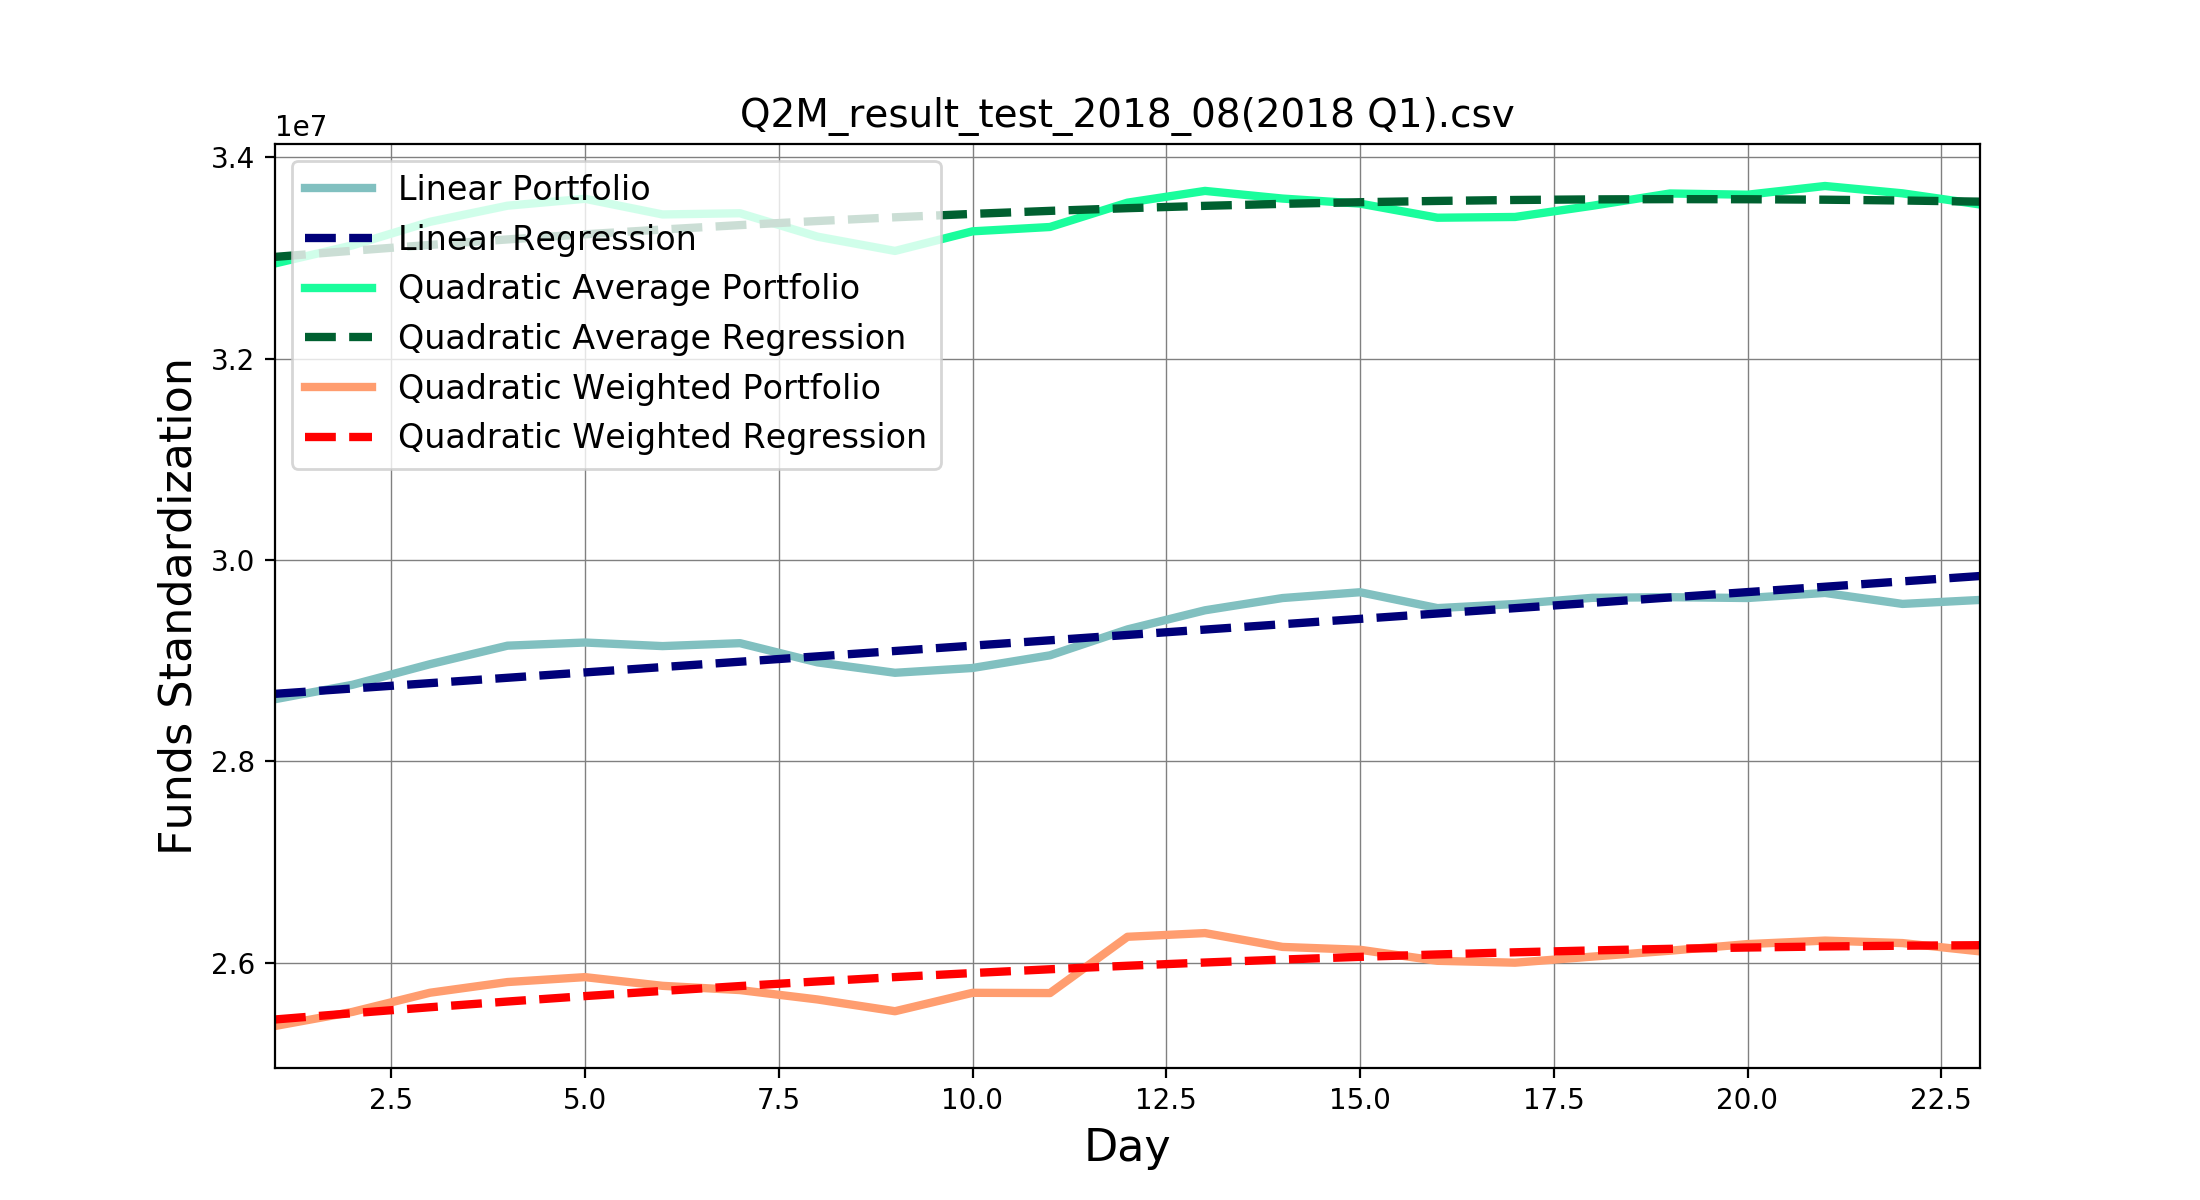 Q2M_result_test_2018_08(2018 Q1).csv
1e7
3.4
3.2
3.0
2.8
2.6
Funds Standardization
Linear Portfolio
Linear Regression
Quadratic Average Portfolio
Quadratic Average Regression
Quadratic Weighted Portfolio
Quadratic Weighted Regression
2.5 5.0 7.5 10.0 12.5 15.0 17.5 20.0 22.5
Day